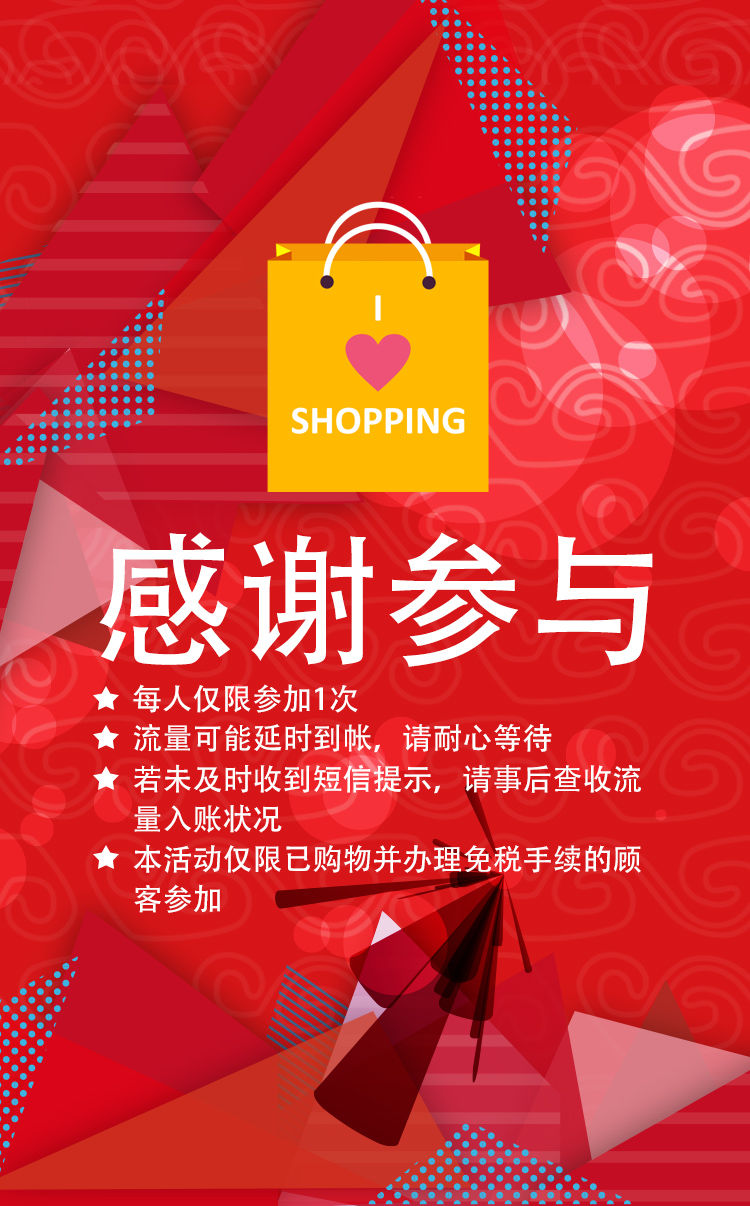 I
SHOPPING
感谢参与
每人仅限参加1次
流量可能延时到帐，请耐心等待
若未及时收到短信提示，请事后查收流
量入账状况
本活动仅限已购物并办理免税手续的顾
客参加